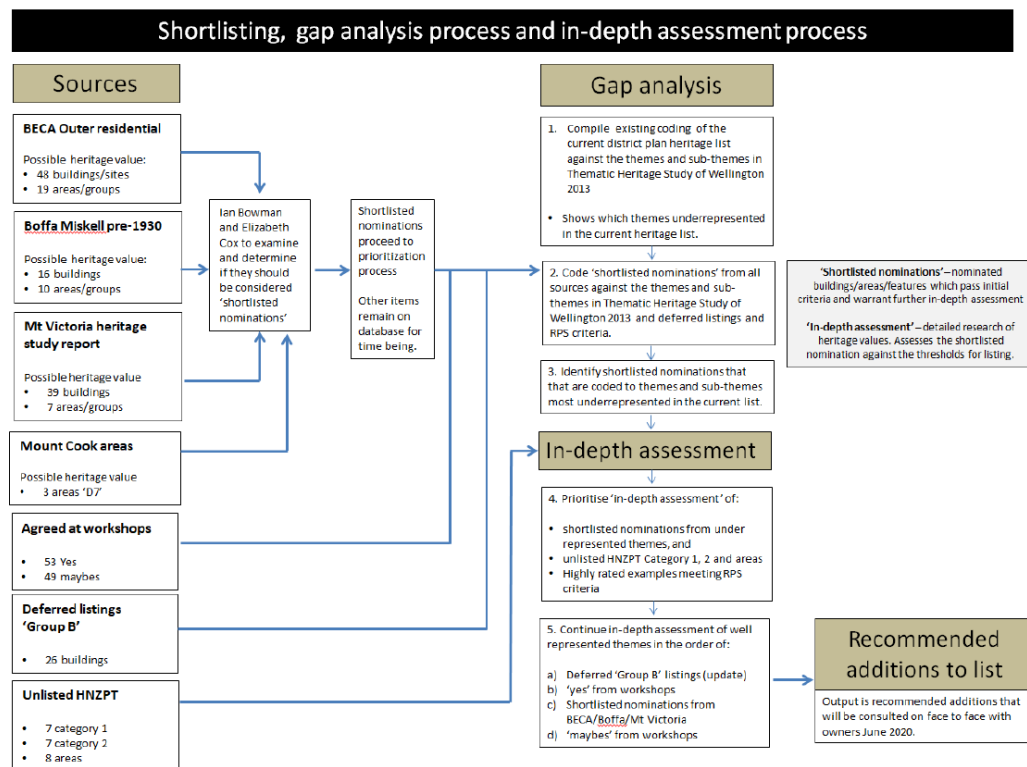 Shortlisting, gap analysis process and in-depth assessment process
Sources
BECA Outer residential
Possible heritage value:
• 48 buildings/sites
• 19 areas/groups
Boffa Miskell pre-1930
Possible heritage value:
• 16 buildings
• 10 areas/groups
Mt Victoria heritage
study report
Possible heritage value
• 39 buildings
• 7 areas/groups
Mount Cook areas
Possible heritage value
• 3 areas 'D7'
Agreed at workshops
• 53 Yes
• 49 maybes
Deferred listings
'Group B'
• 26 buildings
Unlisted HNZPT
• 7 category 1
• 7 category 2
• 8 areas
Ian Bowman
and Elizabeth
Cox to examine
and determine
if they should
be considered
'shortlisted
nominations'
Shortlisted
nominations
proceed to
prioritization
process
Other items
remain on
database for
time being.
Gap analysis
1. Compile existing coding of the
current district plan heritage list
against the themes and sub-themes in
Thematic Heritage Study of Wellington
2013
• Shows which themes underrepresented
in the current heritage list.
2. Code 'shortlisted nominations' from all
sources against the themes and sub-
themes in Thematic Heritage Study of
Wellington 2013 and deferred listings and
RPS criteria.
3. Identify shortlisted nominations that
that are coded to themes and sub-themes
most underrepresented in the current list.
In-depth assessment
4. Prioritise 'in-depth assessment' of:
• shortlisted nominations from under
represented themes, and
• unlisted HNZPT Category 1, 2 and areas
• Highly rated examples meeting RPS
criteria
5. Continue in-depth assessment of well
represented themes in the order of:
a) Deferred 'Group B' listings (update)
b) 'yes' from workshops
c) Shortlisted nominations from
BECA/Boffa/Mt Victoria
d) 'maybes' from workshops
'Shortlisted nominations' – nominated
buildings/areas/features which pass initial
criteria and warrant further in-depth assessment
'In-depth assessment' – detailed research of
heritage values. Assesses the shortlisted
nomination against the thresholds for listing.
Recommended
additions to list
Output is recommended additions that
will be consulted on face to face with
owners June 2020.